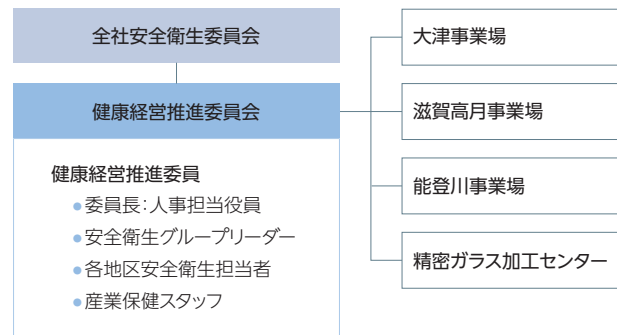 全社安全衛生委員会
健康経営推進委員会
健康経営推進委員
●委員長：人事担当役員
●安全衛生グループリーダー
●各地区安全衛生担当者
●産業保健スタッフ
大津事業場
滋賀高月事業場
能登川事業場
精密ガラス加工センター